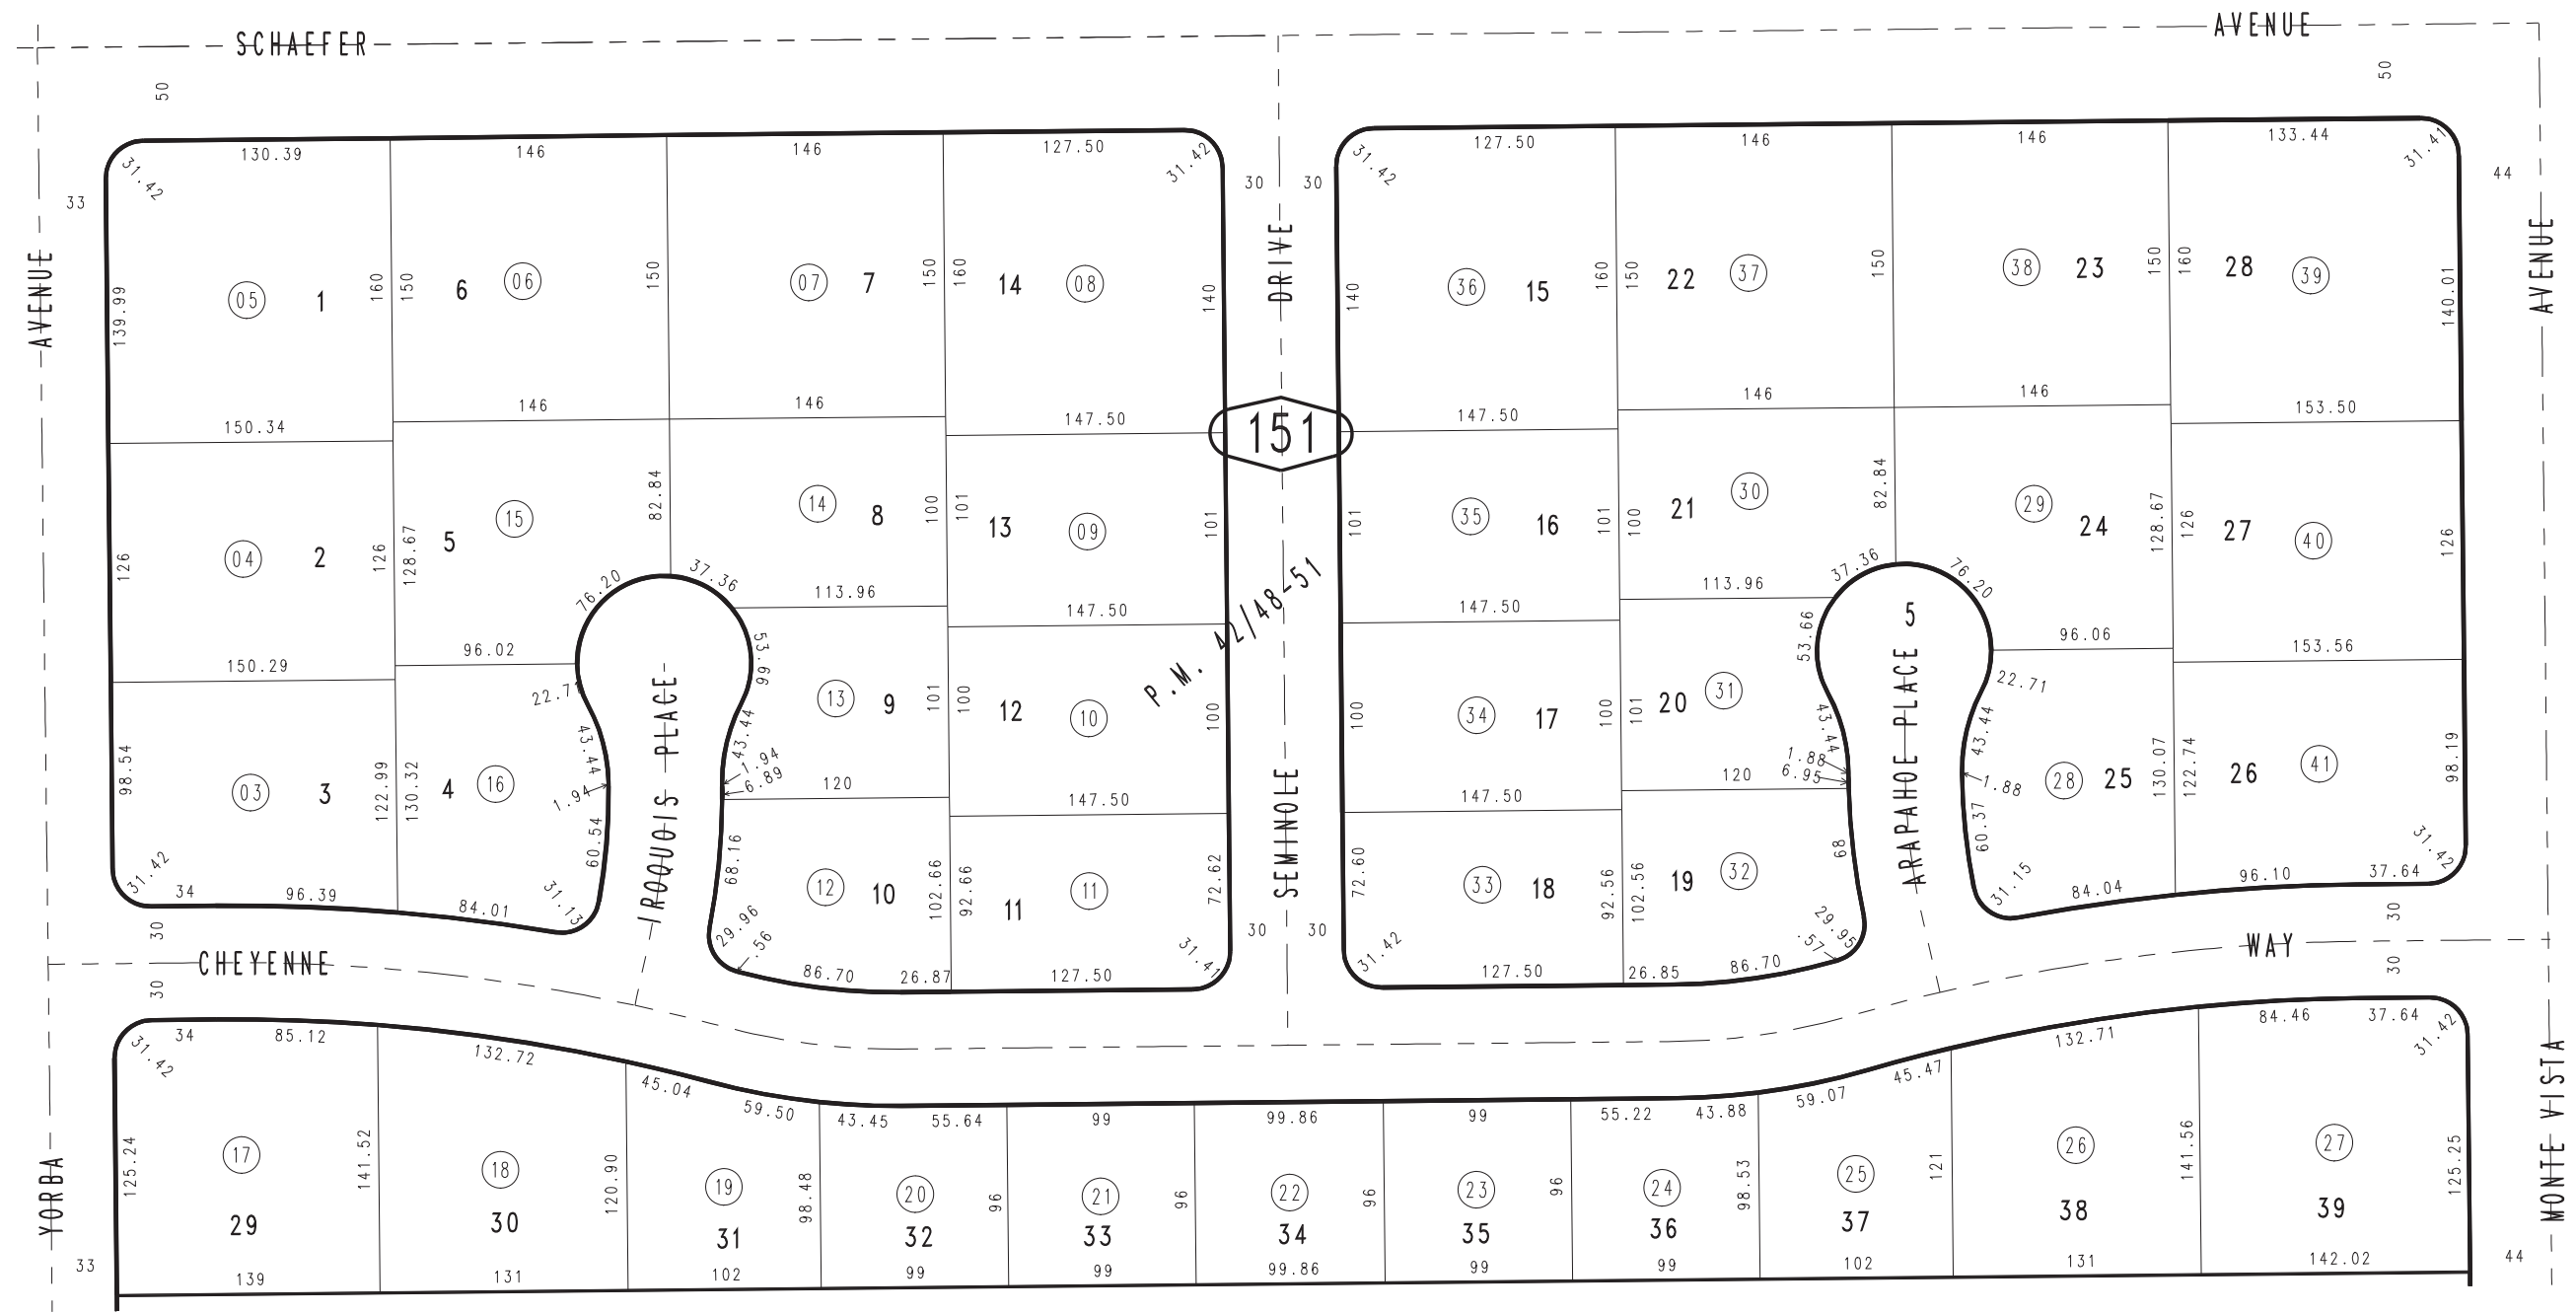 SCHAEFER AVENUE
50 50
130.39 146 146 127.50 127.50 146 146 133.44
31.42 31.42 31.42 31.41
33 30 30 44
AVENUE DRIVE AVENUE
139.99 05 1 160 150 6 06 150 07 7 150 160 14 08 140
140 36 15 160 150 22 37 150 38 23 150 160 28 39 140.01
150.34 146 146 147.50 147.50 146 146 153.50
151
126 04 2 126 128.67 5 15 82.84 14 8 100 101 13 09 101
101 35 16 101 100 21 30 82.84 29 24 128.67 126 27 40 126
76.20 37.36 37.36 76.20
P.M. 42/48-51
150.29 96.02 113.96 147.50 147.50 113.96 96.06 153.56
5
22.71 53.66 53.66 22.71
98.54 03 3 122.99 130.32 4 16 43.44 1.94 60.54
IROQUOIS PLACE
43.44 1.94 6.89 13 9 101 100 12 10 100
100 34 17 100 101 20 31 43.44 1.88 6.95
ARAPAHOE PLACE
43.44 1.88 60.37 28 25 130.07 122.74 26 41 98.19
120 147.50 147.50 120
68.16 12 10 102.66 92.66 11 11 72.62
SEMINOLE
72.60 33 18 92.56 102.56 19 32 68
31.42 34 96.39 84.01 31.13
31.15 84.04 96.10 37.64 31.42
29.96 .56 86.70 26.87 127.50 31.41
30 30
31.42 127.50 26.85 86.70 .57 29.95
30 30
CHEYENNE WAY
30 30
31.42 34 85.12 132.72 45.04 59.50 43.45 55.64 99 99.86 99 55.22 43.88 59.07 45.47 132.71 84.46 37.64 31.42
YORBA MONTE VISTA
125.24 17 141.52 18 120.90 19 98.48 20 96 21 96 22 96 23 96 24 98.53 25 121 26 141.56 27 125.25
29 30 31 32 33 34 35 36 37 38 39
33 44
139 131 102 99 99 99.86 99 99 102 131 142.02